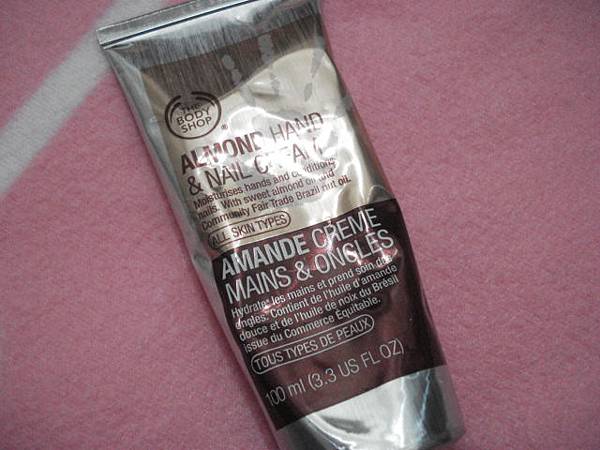 THE
BODY
SHOP
®
ALMOND HAND
& NAIL CREAM
Moisturises hands and conditions
nails. With sweet almond oil and
Community Fair Trade Brazil nut oil.
ALL SKIN TYPES
AMANDE CRÈME
MAINS & ONGLES
Hydrate les mains et prend soin des
ongles. Contient de l'huile d'amande
douce et de l'huile de noix du Brésil
issue du Commerce Equitable.
TOUS TYPES DE PEAUX
100 ml (3.3 US FL OZ)